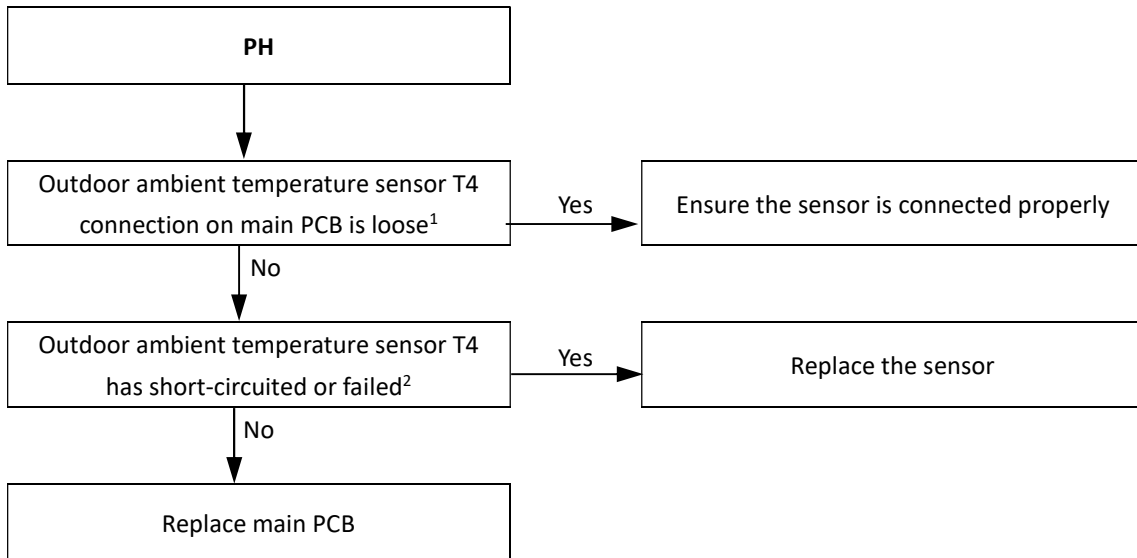 PH
Outdoor ambient temperature sensor T4
connection on main PCB is loose¹
Yes
Ensure the sensor is connected properly
No
Outdoor ambient temperature sensor T4
has short-circuited or failed²
Yes
Replace the sensor
No
Replace main PCB